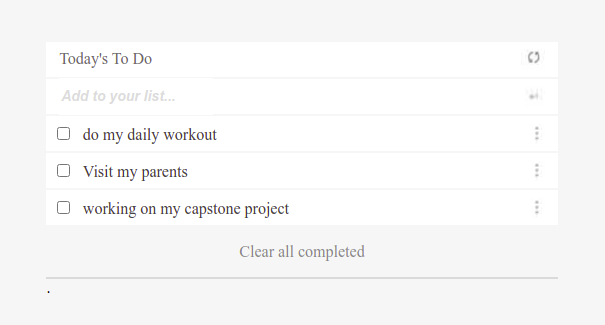 Today's To Do
Add to your list...
do my daily workout
Visit my parents
working on my capstone project
Clear all completed
.